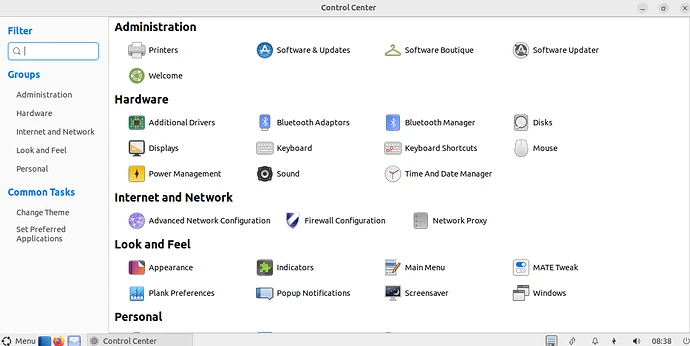 Control Center
Filter
Groups
Administration
Hardware
Internet and Network
Look and Feel
Personal
Common Tasks
Change Theme
Set Preferred
Applications
Administration
Printers
Software & Updates
Software Boutique
Software Updater
Welcome
Hardware
Additional Drivers
Bluetooth Adaptors
Bluetooth Manager
Disks
Displays
Keyboard
Keyboard Shortcuts
Mouse
Power Management
Sound
Time And Date Manager
Internet and Network
Advanced Network Configuration
Firewall Configuration
Network Proxy
Look and Feel
Appearance
Indicators
Main Menu
MATE Tweak
Plank Preferences
Popup Notifications
Screensaver
Windows
Personal
Menu
Control Center
08:38